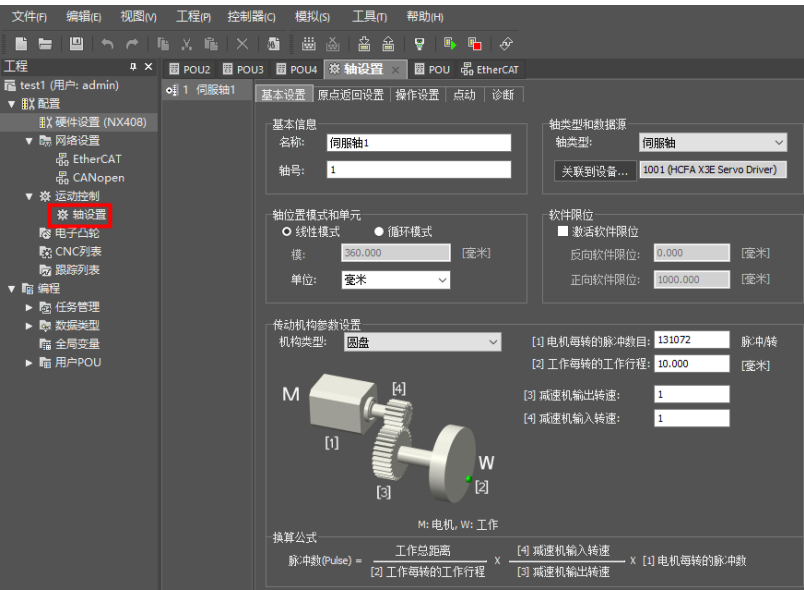 文件(F) 编辑(E) 视图(V) 工程(P) 控制器(C) 模拟(S) 工具(T) 帮助(H)
工程
test1 (用户: admin)
配置
硬件设置 (NX408)
网络设置
EtherCAT
CANopen
运动控制
轴设置
电子凸轮
CNC列表
跟踪列表
编程
任务管理
数据类型
全局变量
用户POU
POU2 POU3 POU4 轴设置 POU EtherCAT
1 伺服轴1
基本设置 原点返回设置 操作设置 点动 诊断
基本信息
名称: 伺服轴1
轴号: 1
轴类型和数据源
轴类型: 伺服轴
关联到设备... 1001 (HCFA X3E Servo Driver)
轴位置模式和单元
线性模式 循环模式
模: 360.000 [毫米]
单位: 毫米
软件限位
激活软件限位
反向软件限位: 0.000 [毫米]
正向软件限位: 1000.000 [毫米]
传动机构参数设置
机构类型: 圆盘
[1] 电机每转的脉冲数目: 131072 脉冲/转
[2] 工作每转的工作行程: 10.000 [毫米]
[3] 减速机输出转速: 1
[4] 减速机输入转速: 1
M
[4]
[1]
W
[3]
[2]
M: 电机, W: 工作
换算公式
脉冲数(Pulse) = 工作总距离 / [2] 工作每转的工作行程 X [4] 减速机输入转速 / [3] 减速机输出转速 X [1] 电机每转的脉冲数